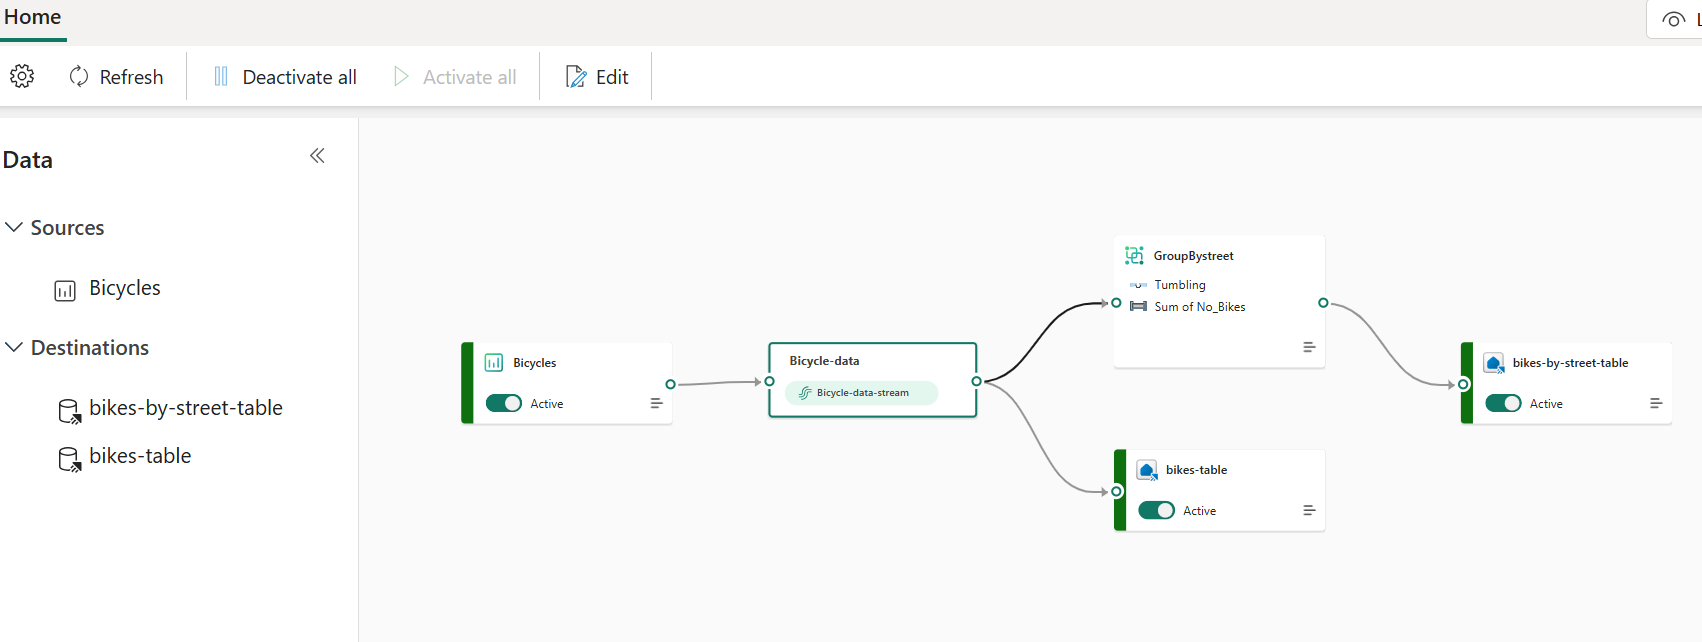 Home
Refresh
Deactivate all
Activate all
Edit
Data
Sources
Bicycles
Destinations
bikes-by-street-table
bikes-table
Bicycles
Active
Bicycle-data
Bicycle-data-stream
GroupBystreet
Tumbling
Sum of No_Bikes
bikes-table
Active
bikes-by-street-table
Active